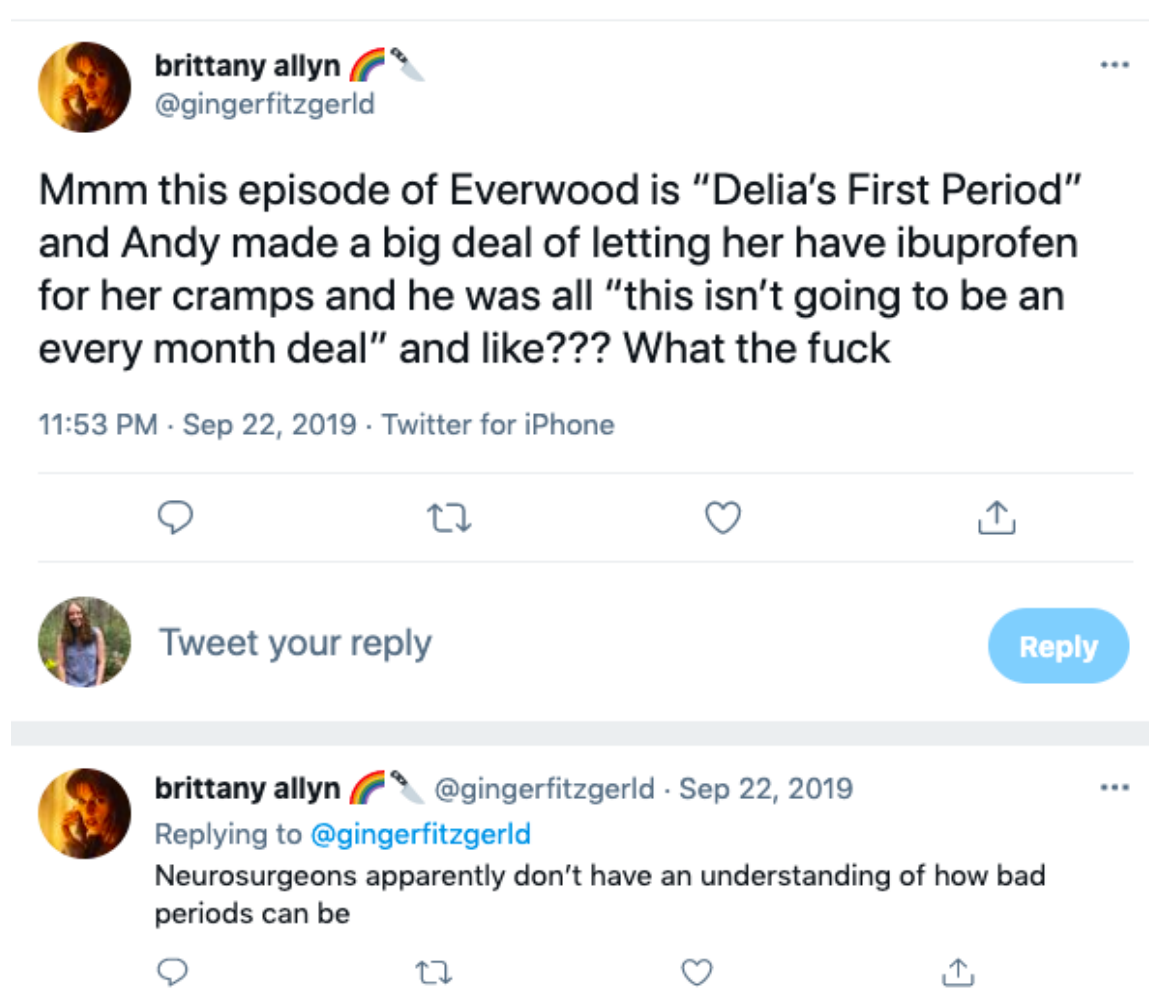 brittany allyn 🌈🔪
@gingerfitzgerld
Mmm this episode of Everwood is “Delia’s First Period”
and Andy made a big deal of letting her have ibuprofen
for her cramps and he was all “this isn’t going to be an
every month deal” and like??? What the fuck
11:53 PM · Sep 22, 2019 · Twitter for iPhone
Tweet your reply
Reply
brittany allyn 🌈🔪 @gingerfitzgerld · Sep 22, 2019
Replying to @gingerfitzgerld
Neurosurgeons apparently don’t have an understanding of how bad
periods can be